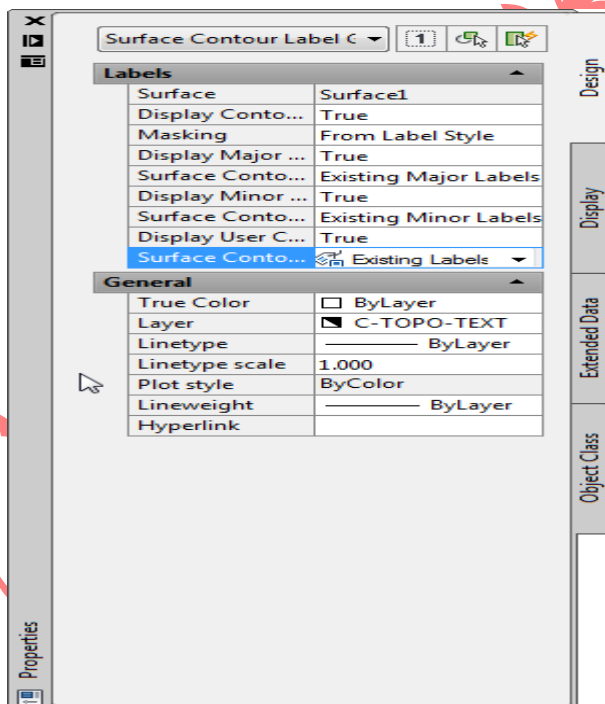 Surface Contour Label G
1
Labels
Surface Surface1
Display Conto... True
Masking From Label Style
Display Major ... True
Surface Conto... Existing Major Labels
Display Minor ... True
Surface Conto... Existing Minor Labels
Display User C... True
Surface Conto... Existing Labels
General
True Color ByLayer
Layer C-TOPO-TEXT
Linetype ByLayer
Linetype scale 1.000
Plot style ByColor
Lineweight ByLayer
Hyperlink
Design
Display
Extended Data
Object Class
Properties